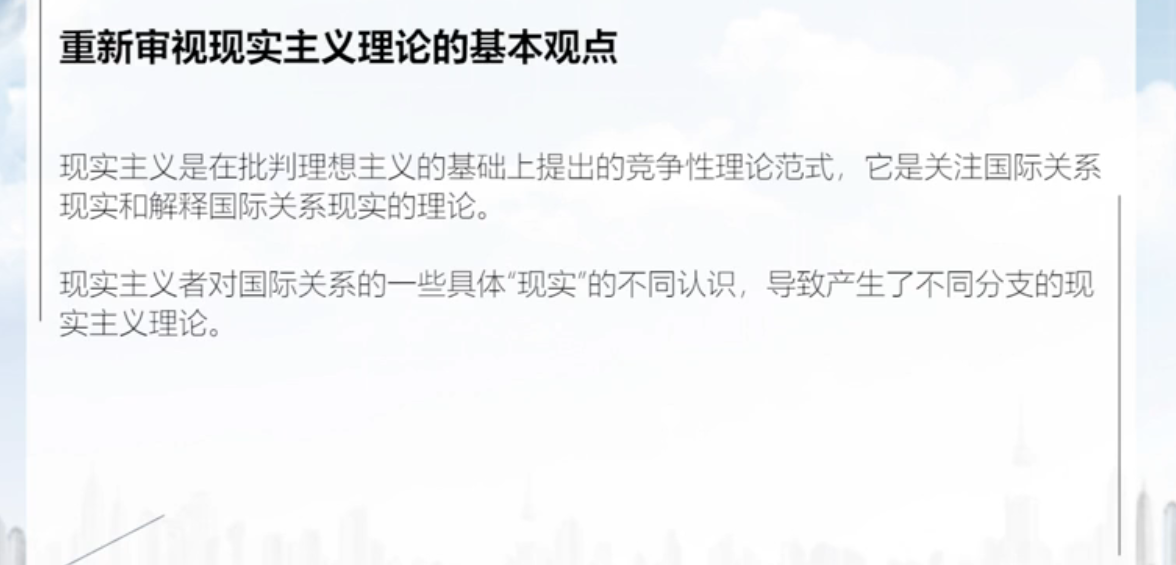 重新审视现实主义理论的基本观点
现实主义是在批判理想主义的基础上提出的竞争性理论范式，它是关注国际关系
现实和解释国际关系现实的理论。
现实主义者对国际关系的一些具体“现实”的不同认识，导致产生了不同分支的现
实主义理论。